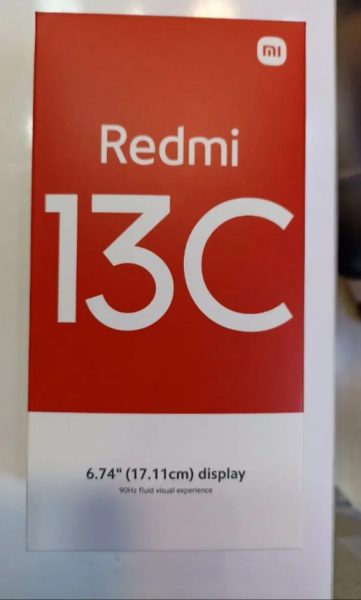 mi
Redmi
13C
6.74" (17.11cm) display
90Hz fluid visual experience